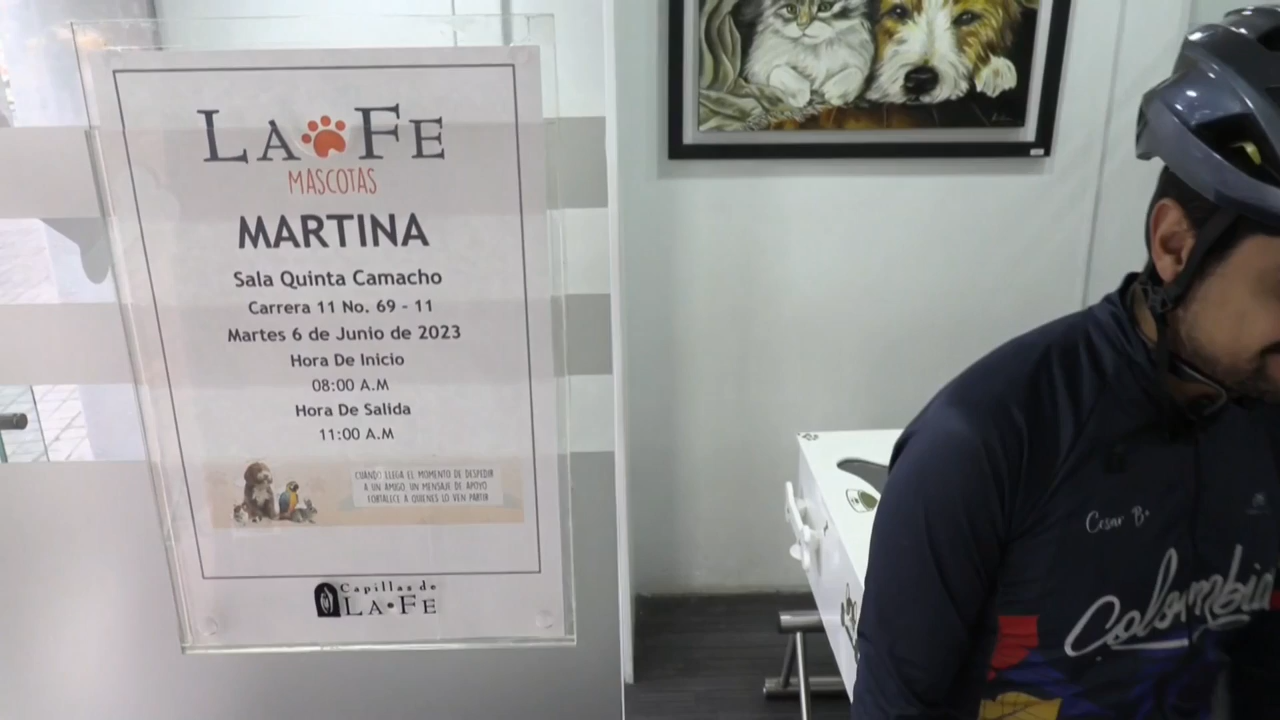 LA FE
MASCOTAS
MARTINA
Sala Quinta Camacho
Carrera 11 No. 69 - 11
Martes 6 de Junio de 2023
Hora De Inicio
08:00 A.M
Hora De Salida
11:00 A.M
CUANDO LLEGA EL MOMENTO DE DESPEDIR
A UN AMIGO, UN MENSAJE DE APOYO
FORTALECE A QUIENES LO VEN PARTIR
Capillas de
LA•FE
Cesar B.
Colombia